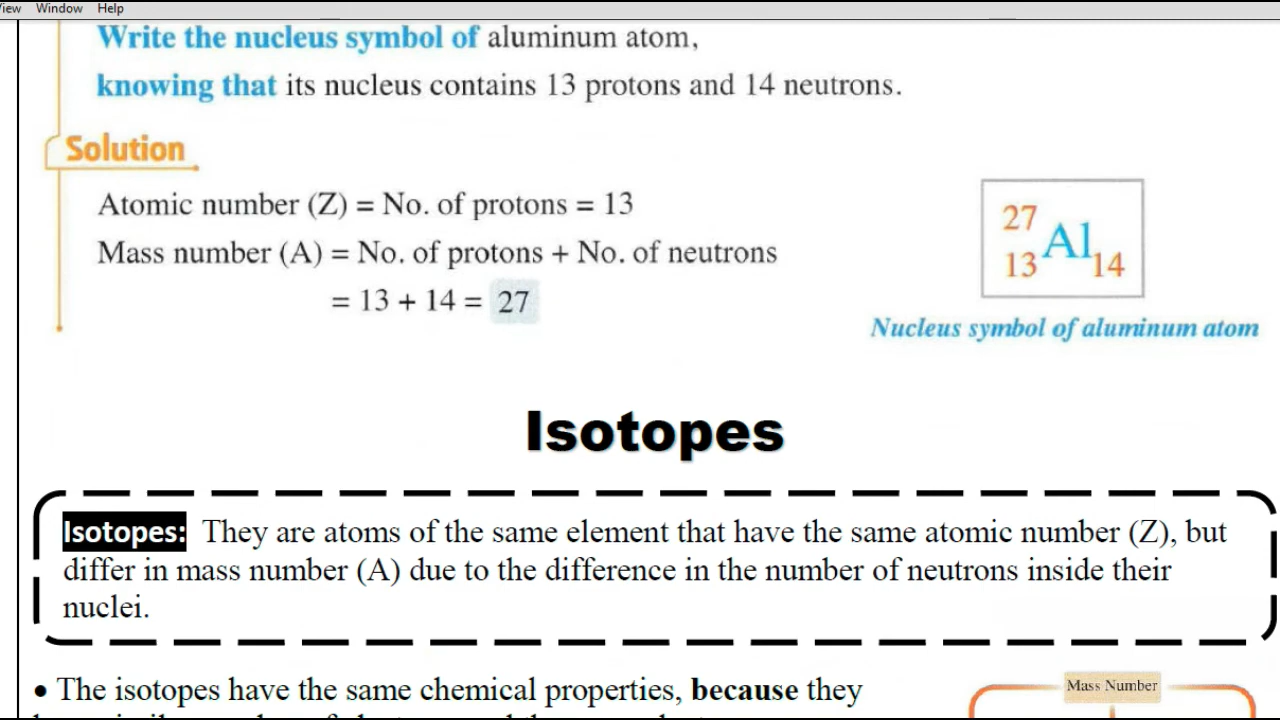 View Window Help
Write the nucleus symbol of aluminum atom,
knowing that its nucleus contains 13 protons and 14 neutrons.
Solution
Atomic number (Z) = No. of protons = 13
Mass number (A) = No. of protons + No. of neutrons
= 13 + 14 = 27
27
13 Al 14
Nucleus symbol of aluminum atom
Isotopes
Isotopes: They are atoms of the same element that have the same atomic number (Z), but
differ in mass number (A) due to the difference in the number of neutrons inside their
nuclei.
• The isotopes have the same chemical properties, because they
Mass Number